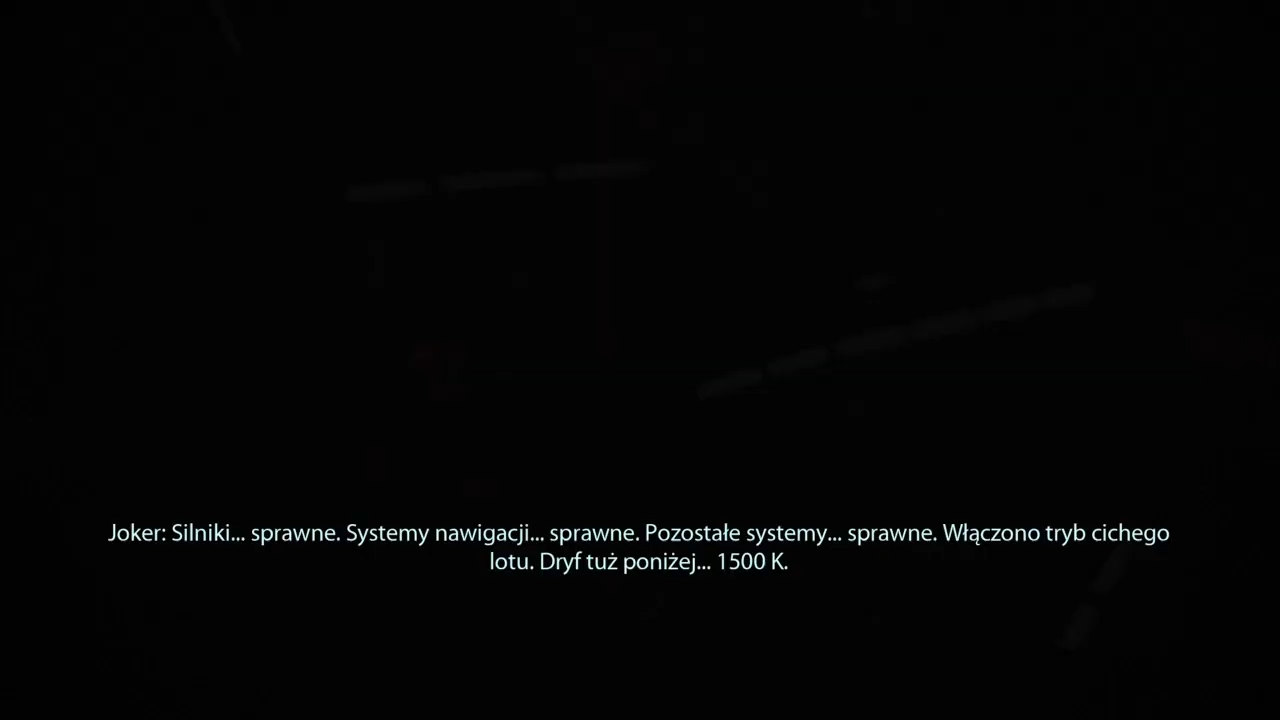 Joker: Silniki... sprawne. Systemy nawigacji... sprawne. Pozostałe systemy... sprawne. Włączono tryb cichego
lotu. Dryf tuż poniżej... 1500 K.